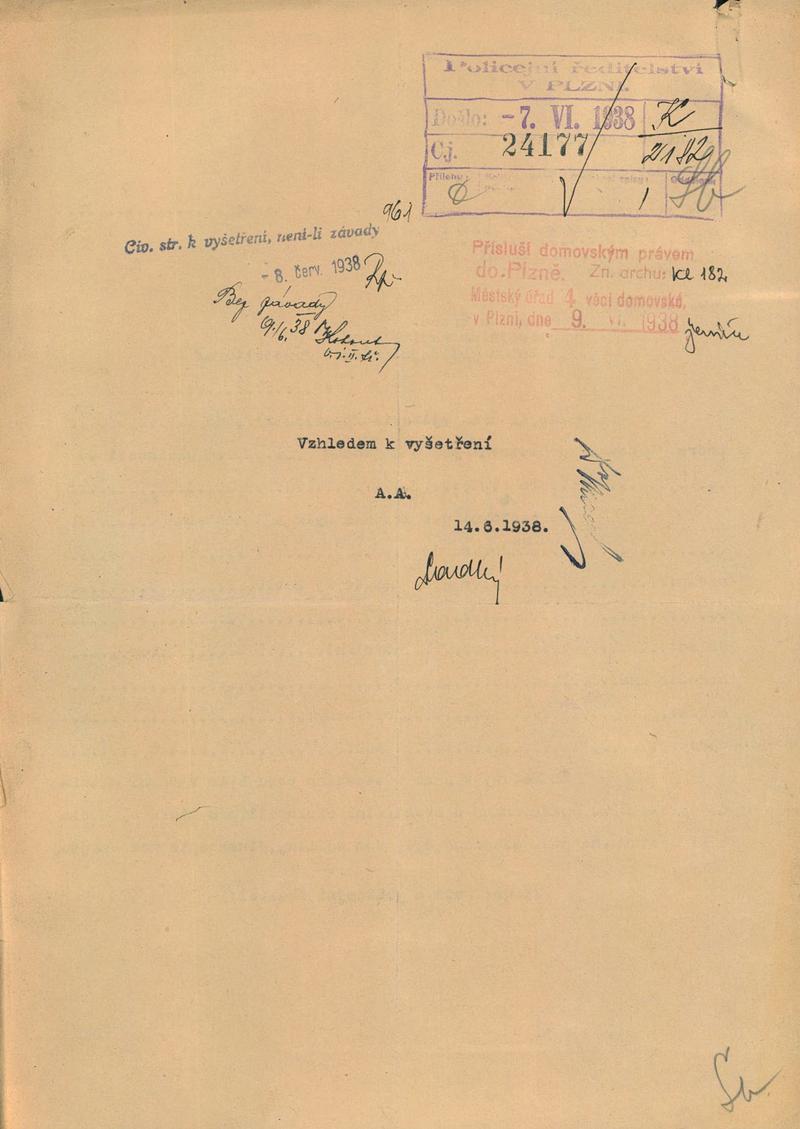 Policejní ředitelství
V PLZNI.
Došlo: -7. VI. 1938 K
Čj. 24177 2182
Přílohy:
961
Civ. str. k vyšetření, není-li závady
- 8. červ. 1938
Bez závady
9./6. 38
Přísluší domovským právem
do Plzně. Zn. archu: Kl 182
Městský úřad 4 věci domovské,
v Plzni, dne 9. VI. 1938
Vzhledem k vyšetření
A.A.
14.6.1938.